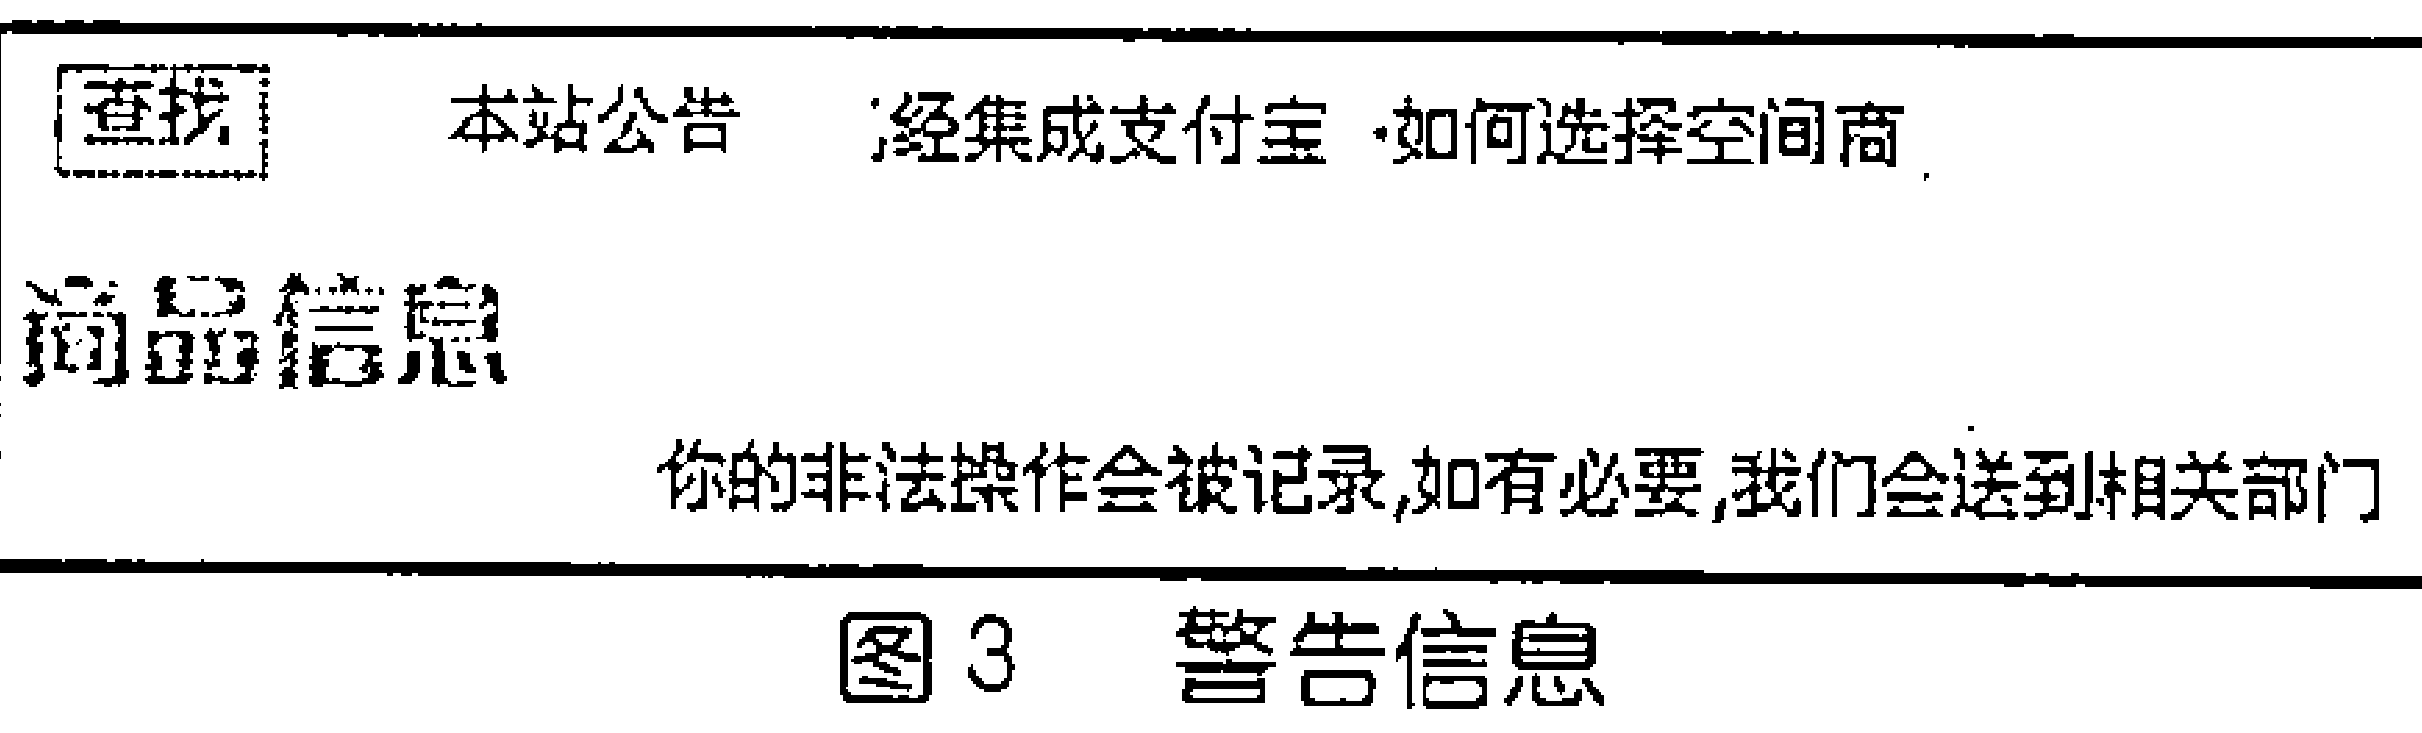 查找 本站公告 经集成支付宝 ·如何选择空间商
商品信息
你的非法操作会被记录,如有必要,我们会送到相关部门
图3 警告信息